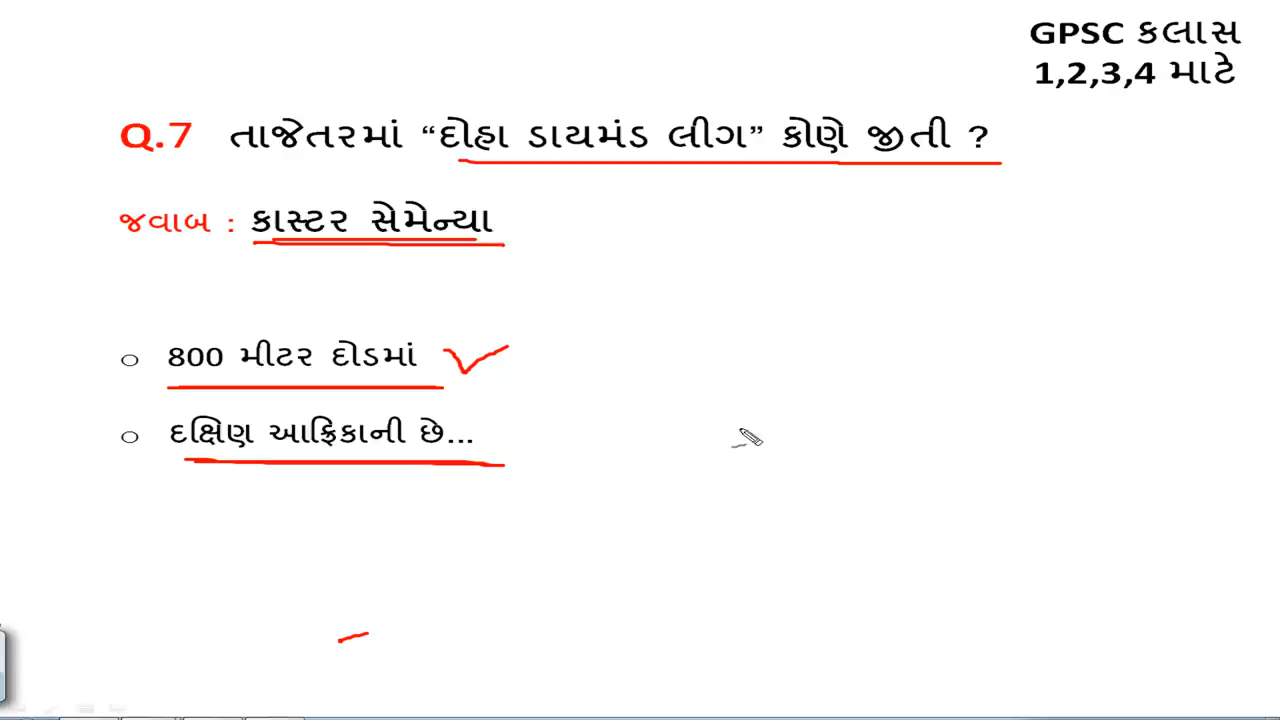 GPSC કલાસ
1,2,3,4 માટે
Q.7 તાજેતરમાં “દોહા ડાયમંડ લીગ” કોણે જીતી ?
જવાબ : કાસ્ટર સેમેન્યા
○ 800 મીટર દોડમાં
○ દક્ષિણ આફ્રિકાની છે...